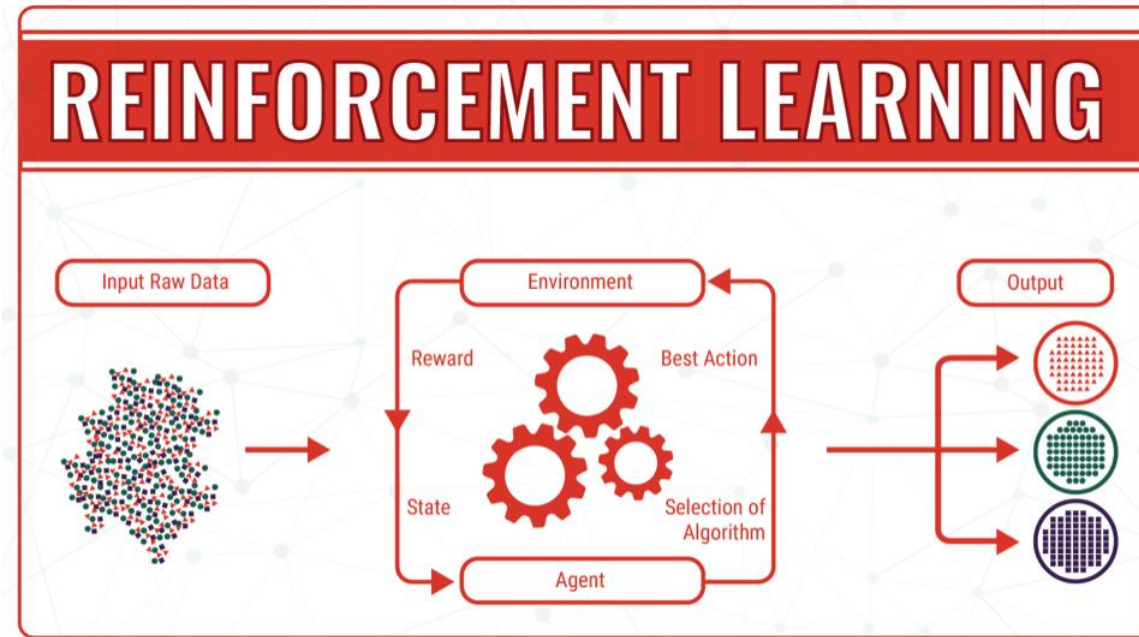 REINFORCEMENT LEARNING
Input Raw Data
Environment
Output
Reward
Best Action
State
Selection of
Algorithm
Agent